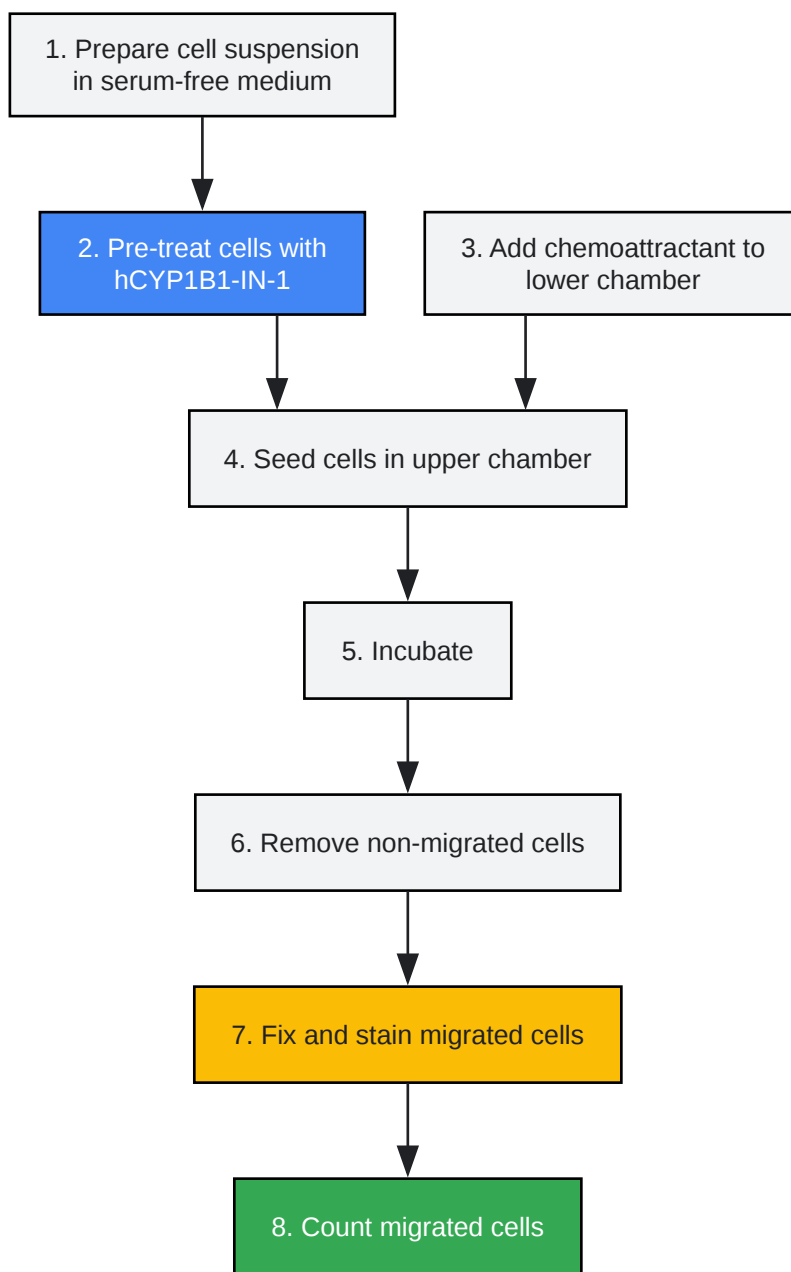 1. Prepare cell suspension
in serum-free medium
2. Pre-treat cells with
hCYP1B1-IN-1
3. Add chemoattractant to
lower chamber
4. Seed cells in upper chamber
5. Incubate
6. Remove non-migrated cells
7. Fix and stain migrated cells
8. Count migrated cells